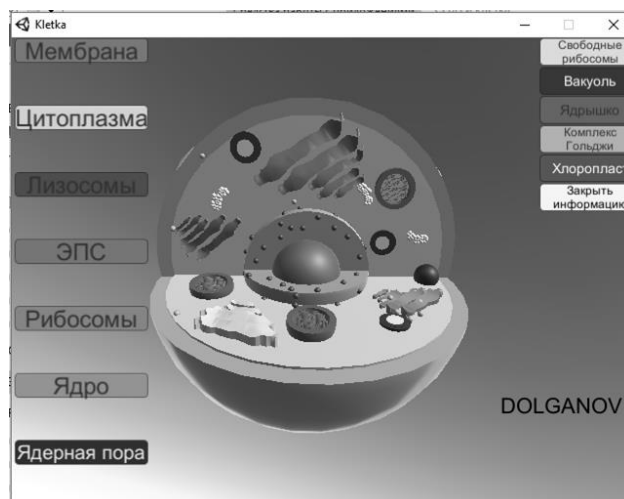 Kletka
Мембрана
Цитоплазма
Лизосомы
ЭПС
Рибосомы
Ядро
Ядерная пора
Свободные
рибосомы
Вакуоль
Ядрышко
Комплекс
Гольджи
Хлоропласт
Закрыть
информацию
DOLGANOV